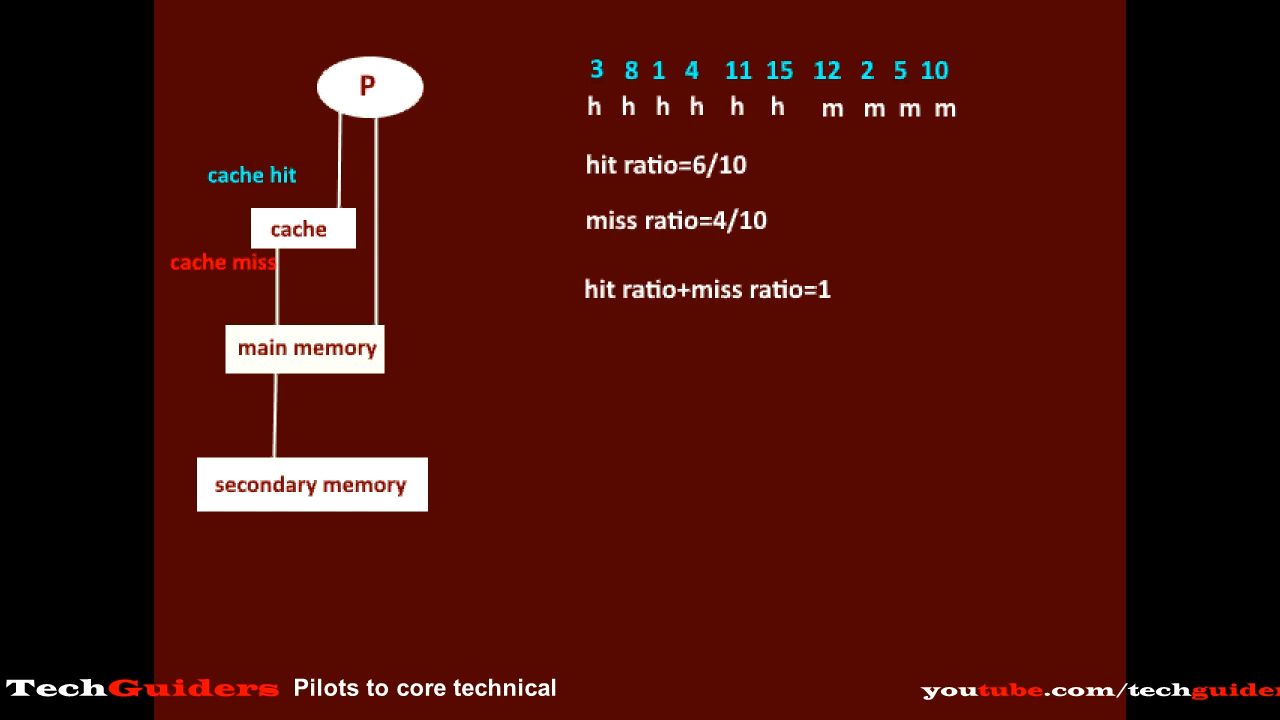 P
cache hit
cache
cache miss
main memory
secondary memory
3 8 1 4 11 15 12 2 5 10
h h h h h h m m m m
hit ratio=6/10
miss ratio=4/10
hit ratio+miss ratio=1
TechGuiders Pilots to core technical
youtube.com/techguider